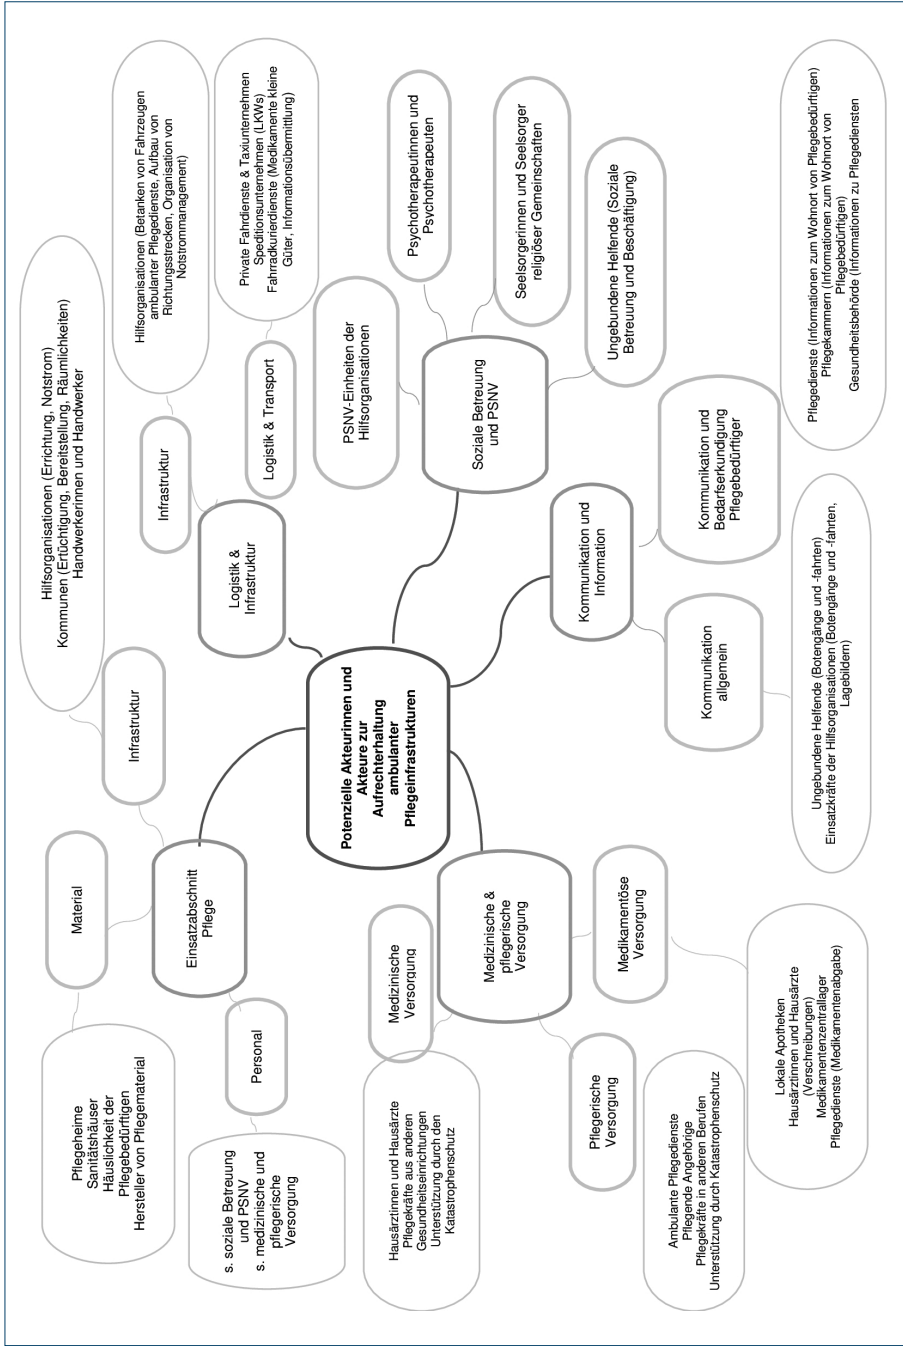 Potenzielle Akteurinnen und
Akteure zur
Aufrechterhaltung
ambulanter
Pflegeinfrastrukturen
Einsatzabschnitt
Pflege
Material
Pflegeheime
Sanitätshäuser
Häuslichkeit der
Pflegebedürftigen
Hersteller von Pflegematerial
Personal
s. soziale Betreuung
und PSNV
s. medizinische und
pflegerische
Versorgung
Infrastruktur
Hilfsorganisationen (Errichtung, Notstrom)
Kommunen (Ertüchtigung, Bereitstellung, Räumlichkeiten)
Handwerkerinnen und Handwerker
Logistik &
Infrastruktur
Infrastruktur
Hilfsorganisationen (Betanken von Fahrzeugen
ambulanter Pflegedienste, Aufbau von
Richtungsstrecken, Organisation von
Notstrommanagement)
Logistik & Transport
Private Fahrdienste & Taxiunternehmen
Speditionsunternehmen (LKWs)
Fahrradkurierdienste (Medikamente kleine
Güter, Informationsübermittlung)
Soziale Betreuung
und PSNV
PSNV-Einheiten der
Hilfsorganisationen
Psychotherapeutinnen und
Psychotherapeuten
Seelsorgerinnen und Seelsorger
religiöser Gemeinschaften
Ungebundene Helfende (Soziale
Betreuung und Beschäftigung)
Kommunikation und
Information
Kommunikation und
Bedarfserkundigung
Pflegebedürftiger
Pflegedienste (Informationen zum Wohnort von Pflegebedürftigen)
Pflegekammern (Informationen zum Wohnort von
Pflegebedürftigen)
Gesundheitsbehörde (Informationen zu Pflegediensten
Kommunikation
allgemein
Ungebundene Helfende (Botengänge und -fahrten)
Einsatzkräfte der Hilfsorganisationen (Botengänge und -fahrten,
Lagebildern)
Medizinische &
pflegerische
Versorgung
Medizinische
Versorgung
Hausärztinnen und Hausärzte
Pflegekräfte aus anderen
Gesundheitseinrichtungen
Unterstützung durch den
Katastrophenschutz
Pflegerische
Versorgung
Ambulante Pflegedienste
Pflegende Angehörige
Pflegekräfte in anderen Berufen
Unterstützung durch Katastrophenschutz
Medikamentöse
Versorgung
Lokale Apotheken
Hausärztinnen und Hausärzte
(Verschreibungen)
Medikamentenzentrallager
Pflegedienste (Medikamentenabgabe)